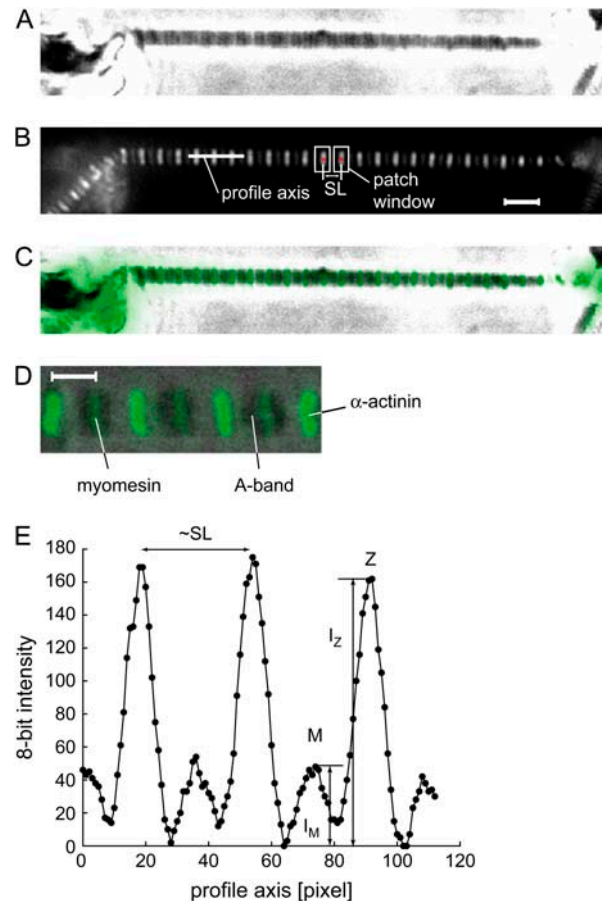 A
B
profile axis
SL
patch
window
C
D
α-actinin
myomesin
A-band
E
~SL
Z
I_Z
M
I_M
180
160
140
120
100
80
60
40
20
0
8-bit intensity
0 20 40 60 80 100 120
profile axis [pixel]